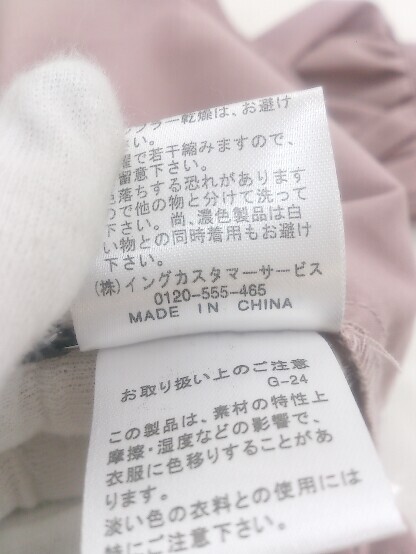 ブラー乾燥は、お避け
さい。
濯で若干縮みますので、
留意下さい。
色落ちする恐れがあります
ので他の物と分けて洗って
下さい。尚、濃色製品は白
い物との同時着用もお避け
下さい。
(株)イングカスタマーサービス
0120-555-465
MADE IN CHINA
お取り扱い上のご注意
G-24
この製品は、素材の特性上
摩擦・湿度などの影響で、
衣服に色移りすることがあ
ります。
淡い色の衣料との使用には
特にご注意下さい。